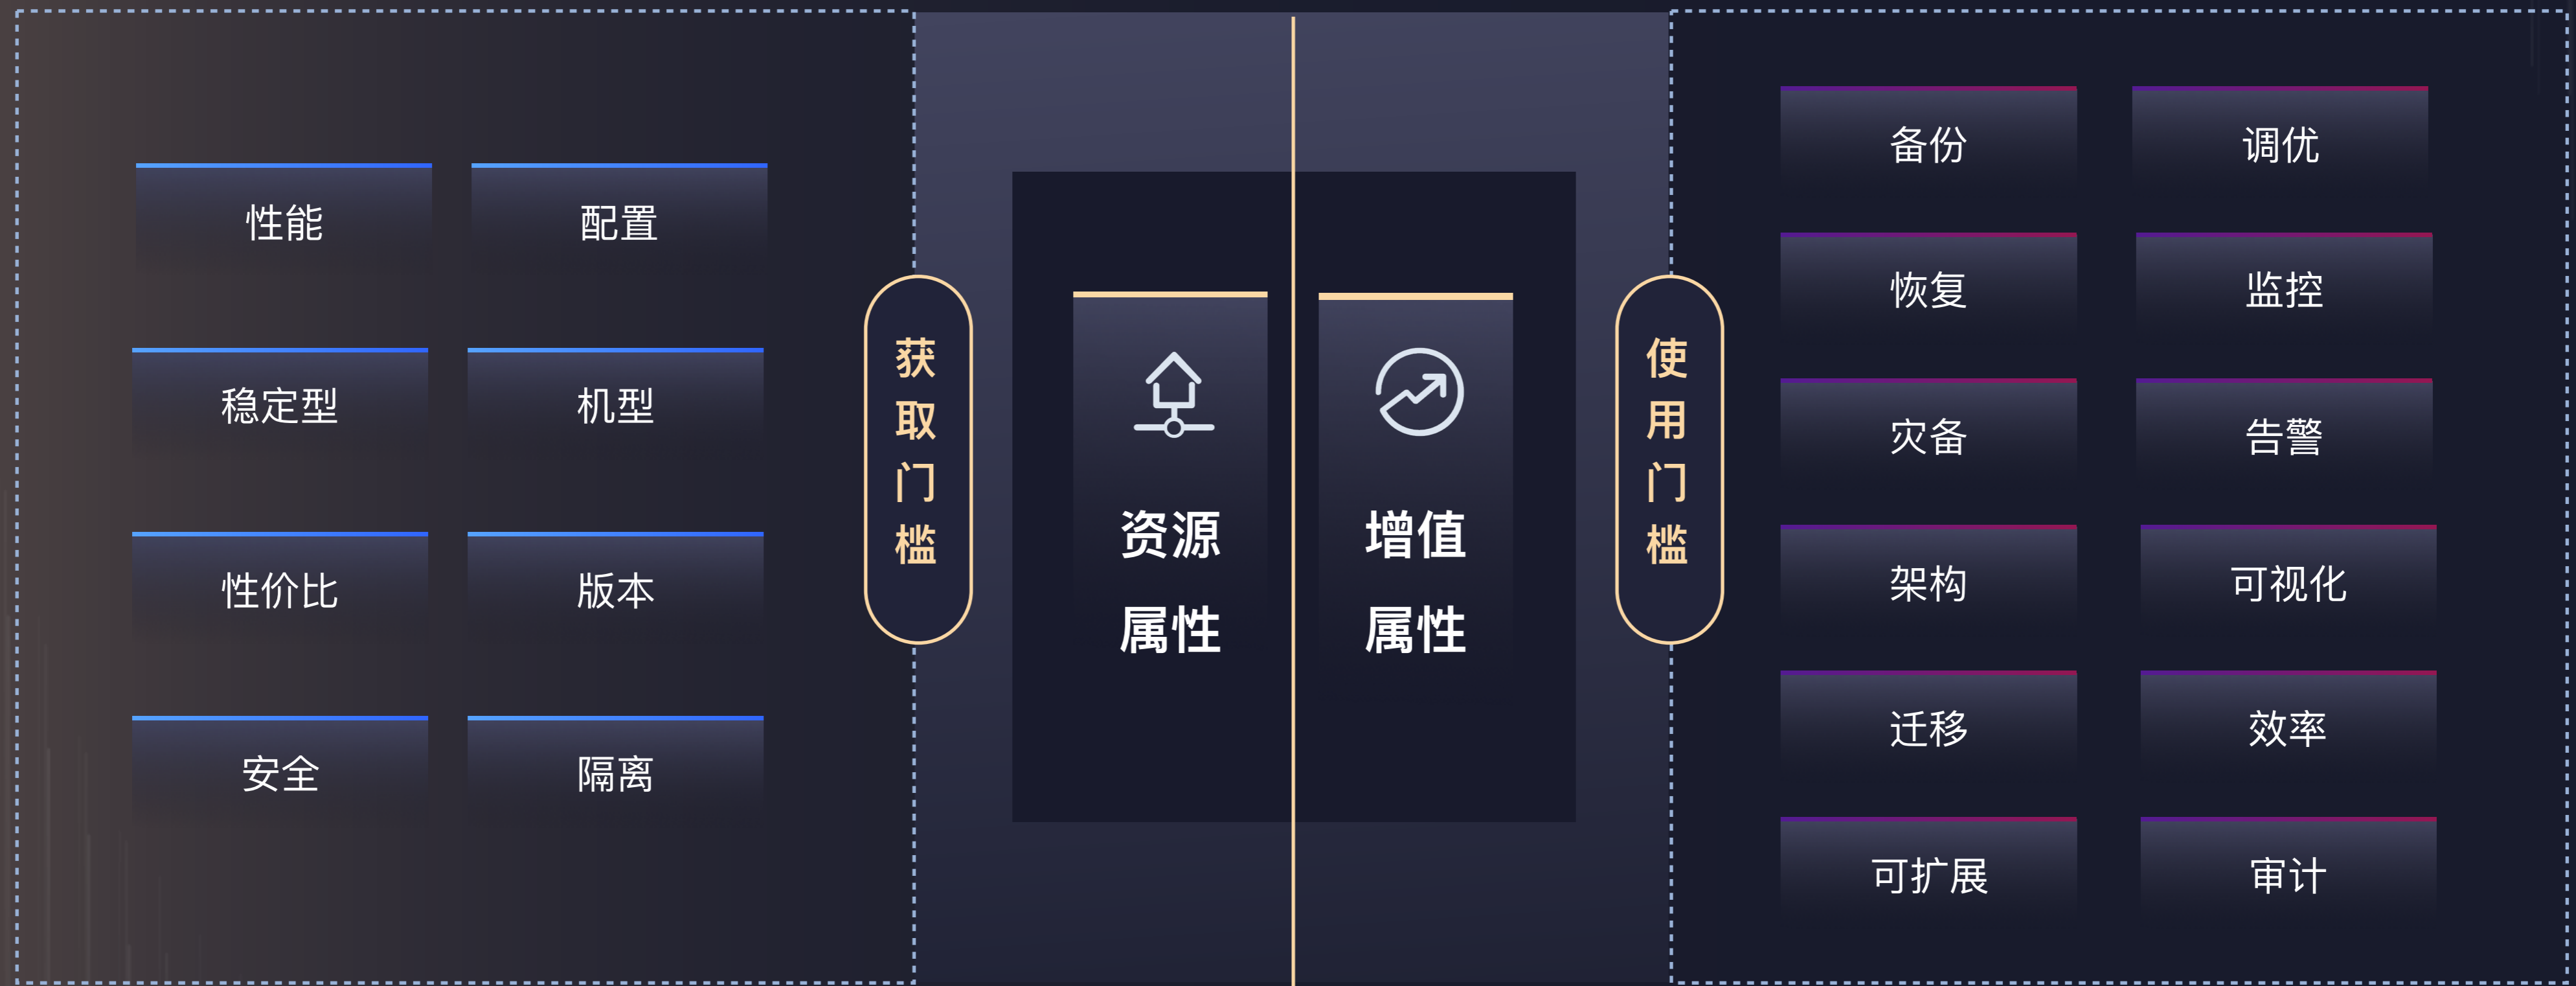 性能
配置
稳定型
机型
性价比
版本
安全
隔离
获取门槛
资源
属性
增值
属性
使用门槛
备份
调优
恢复
监控
灾备
告警
架构
可视化
迁移
效率
可扩展
审计